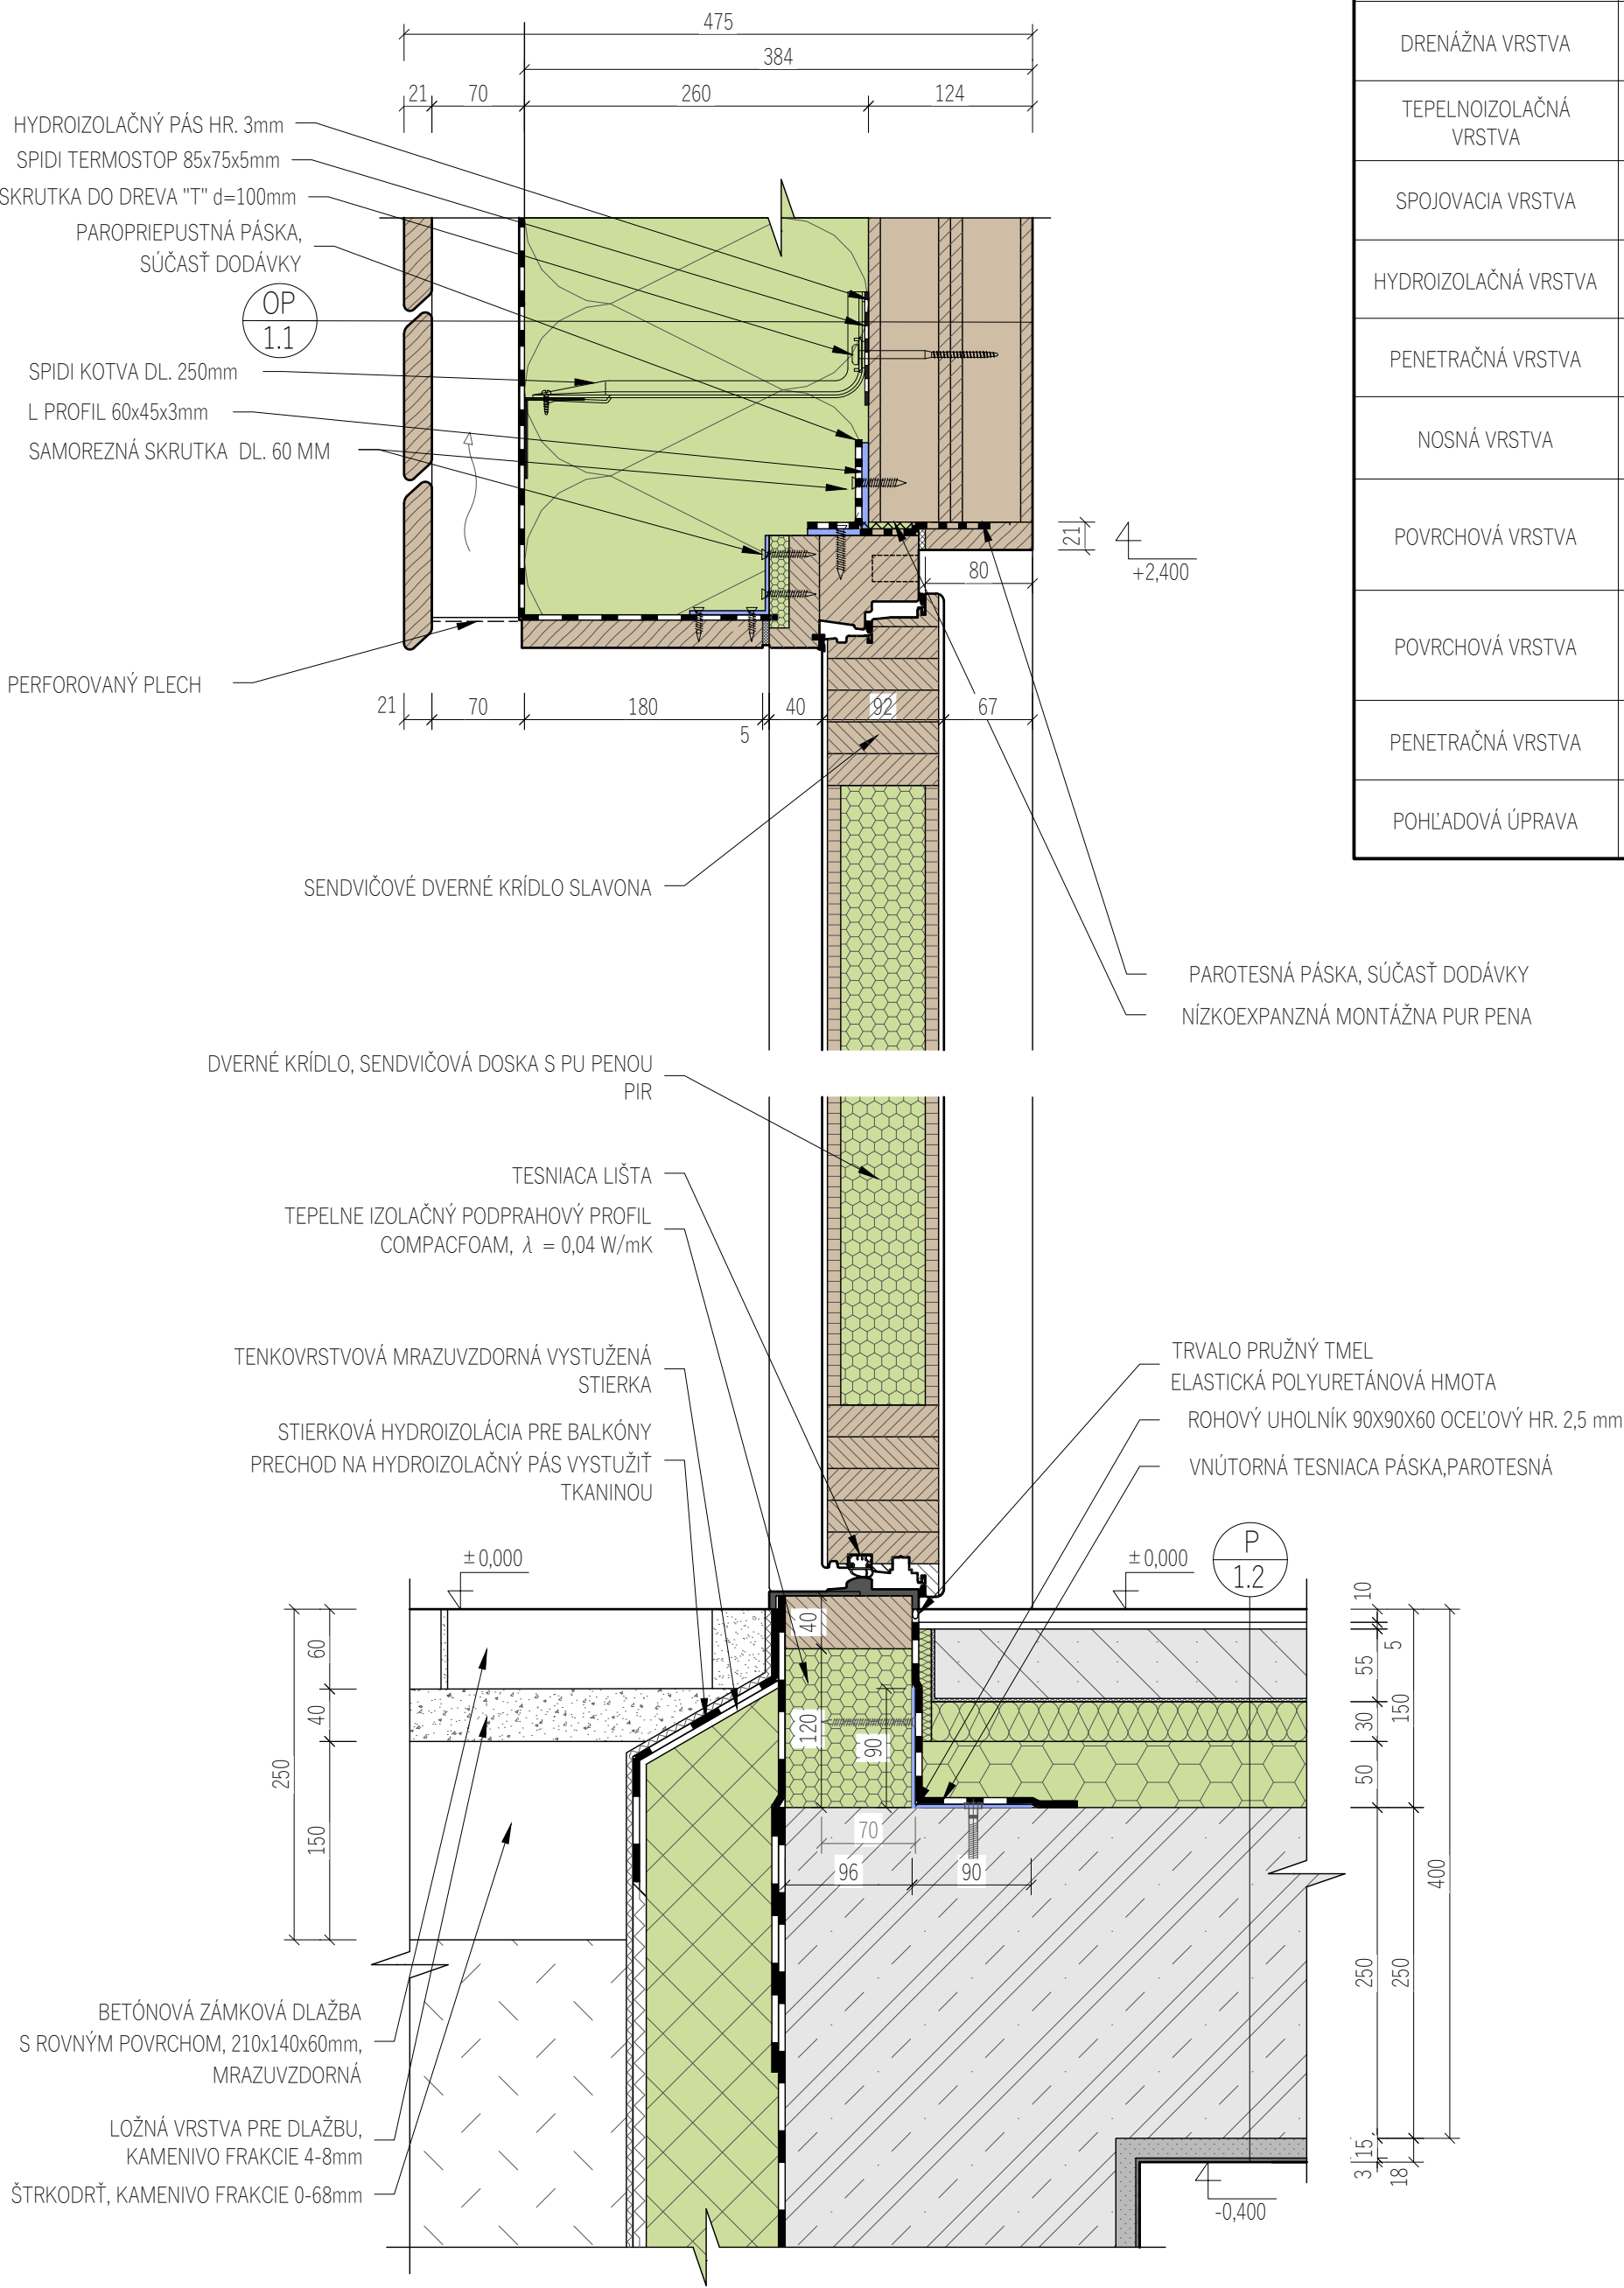 475
384
21 70 260 124
HYDROIZOLAČNÝ PÁS HR. 3mm
SPIDI TERMOSTOP 85x75x5mm
SKRUTKA DO DREVA "T" d=100mm
PAROPRIEPUSTNÁ PÁSKA,
SÚČASŤ DODÁVKY
OP
1.1
SPIDI KOTVA DL. 250mm
L PROFIL 60x45x3mm
SAMOREZNÁ SKRUTKA DL. 60 MM
21
+2,400
80
PERFOROVANÝ PLECH
21 70 180 5 40 92 67
DRENÁŽNA VRSTVA
TEPELNOIZOLAČNÁ
VRSTVA
SPOJOVACIA VRSTVA
HYDROIZOLAČNÁ VRSTVA
PENETRAČNÁ VRSTVA
NOSNÁ VRSTVA
POVRCHOVÁ VRSTVA
POVRCHOVÁ VRSTVA
PENETRAČNÁ VRSTVA
POHĽADOVÁ ÚPRAVA
SENDVIČOVÉ DVERNÉ KRÍDLO SLAVONA
PAROTESNÁ PÁSKA, SÚČASŤ DODÁVKY
NÍZKOEXPANZNÁ MONTÁŽNA PUR PENA
DVERNÉ KRÍDLO, SENDVIČOVÁ DOSKA S PU PENOU
PIR
TESNIACA LIŠTA
TEPELNE IZOLAČNÝ PODPRAHOVÝ PROFIL
COMPACFOAM, λ = 0,04 W/mK
TENKOVRSTVOVÁ MRAZUVZDORNÁ VYSTUŽENÁ
STIERKA
STIERKOVÁ HYDROIZOLÁCIA PRE BALKÓNY
PRECHOD NA HYDROIZOLAČNÝ PÁS VYSTUŽIŤ
TKANINOU
TRVALO PRUŽNÝ TMEL
ELASTICKÁ POLYURETÁNOVÁ HMOTA
ROHOVÝ UHOLNÍK 90X90X60 OCEĽOVÝ HR. 2,5 mm
VNÚTORNÁ TESNIACA PÁSKA,PAROTESNÁ
±0,000
±0,000
P
1.2
250
60
40
150
40
120
90
70
96 90
10
5
55
30
50
150
400
250
250
15
3
18
-0,400
BETÓNOVÁ ZÁMKOVÁ DLAŽBA
S ROVNÝM POVRCHOM, 210x140x60mm,
MRAZUVZDORNÁ
LOŽNÁ VRSTVA PRE DLAŽBU,
KAMENIVO FRAKCIE 4-8mm
ŠTRKODRŤ, KAMENIVO FRAKCIE 0-68mm